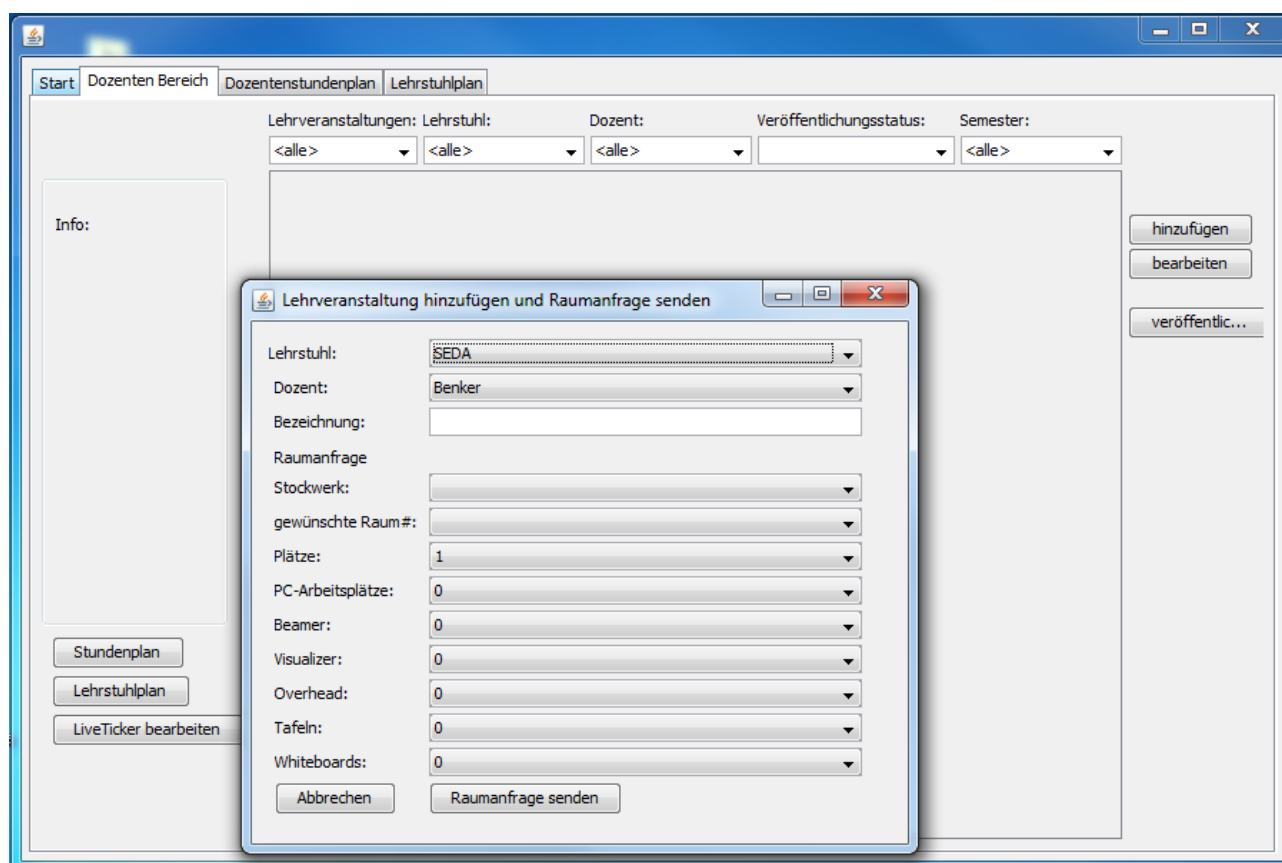 Start Dozenten Bereich Dozentenstundenplan Lehrstuhlplan
Lehrveranstaltungen: Lehrstuhl: Dozent: Veröffentlichungsstatus: Semester:
<alle> <alle> <alle> <alle>
Info:
hinzufügen
bearbeiten
veröffentlic...
Lehrveranstaltung hinzufügen und Raumanfrage senden
Lehrstuhl: SEDA
Dozent: Benker
Bezeichnung:
Raumanfrage
Stockwerk:
gewünschte Raum#:
Plätze: 1
PC-Arbeitsplätze: 0
Beamer: 0
Visualizer: 0
Overhead: 0
Tafeln: 0
Whiteboards: 0
Abbrechen Raumanfrage senden
Stundenplan
Lehrstuhlplan
LiveTicker bearbeiten